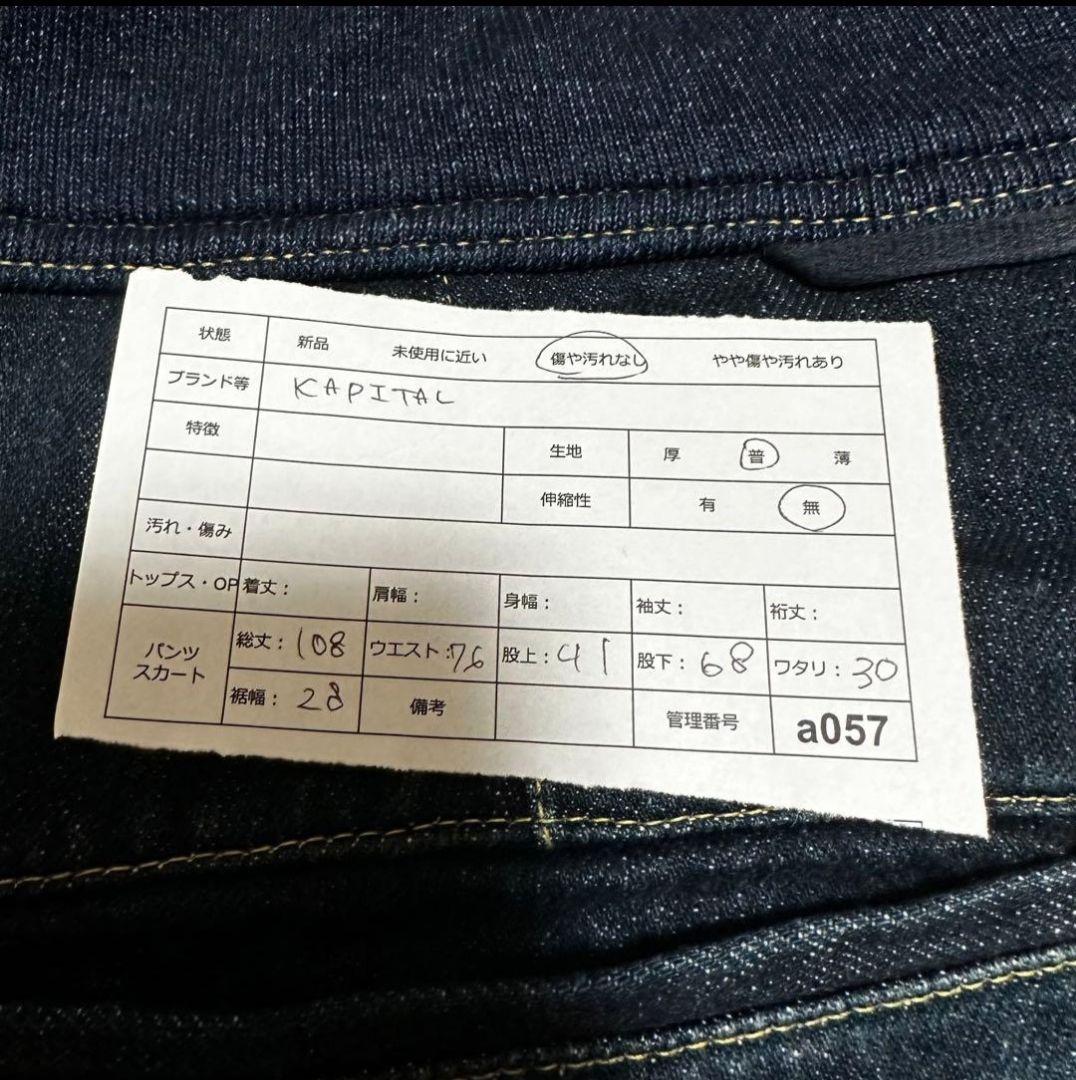 状態 新品 未使用に近い 傷や汚れなし やや傷や汚れあり
ブランド等 KAPITAL
特徴 生地 厚 普 薄
伸縮性 有 無
汚れ・傷み
トップス・OP 着丈： 肩幅： 身幅： 袖丈： 裄丈：
パンツ スカート 総丈：108 ウエスト：76 股上：41 股下：68 ワタリ：30
裾幅：28 備考 管理番号 a057